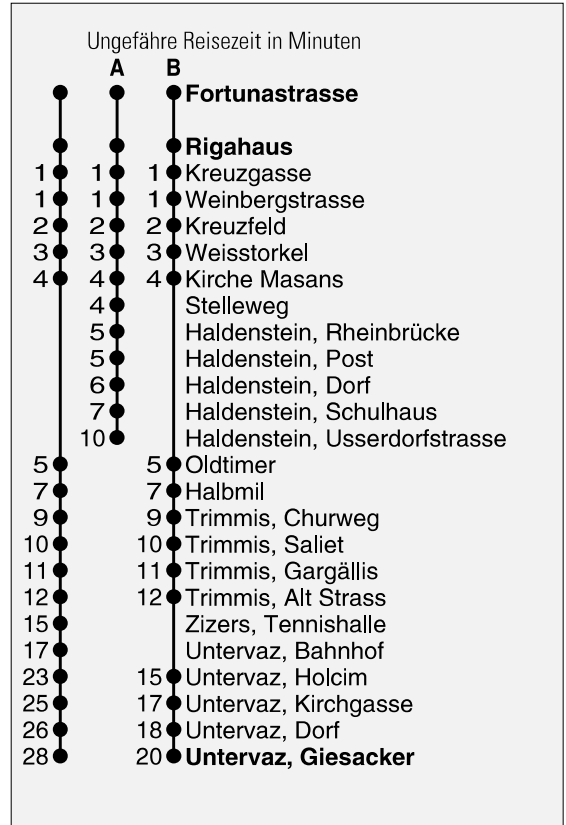 Ungefähre Reisezeit in Minuten
A B
Fortunastrasse
Rigahaus
1 1 1 Kreuzgasse
1 1 1 Weinbergstrasse
2 2 2 Kreuzfeld
3 3 3 Weisstorkel
4 4 4 Kirche Masans
4 Stelleweg
5 Haldenstein, Rheinbrücke
5 Haldenstein, Post
6 Haldenstein, Dorf
7 Haldenstein, Schulhaus
10 Haldenstein, Usserdorfstrasse
5 5 Oldtimer
7 7 Halbmil
9 9 Trimmis, Churweg
10 10 Trimmis, Saliet
11 11 Trimmis, Gargällis
12 12 Trimmis, Alt Strass
15 Zizers, Tennishalle
17 Untervaz, Bahnhof
23 15 Untervaz, Holcim
25 17 Untervaz, Kirchgasse
26 18 Untervaz, Dorf
28 20 Untervaz, Giesacker